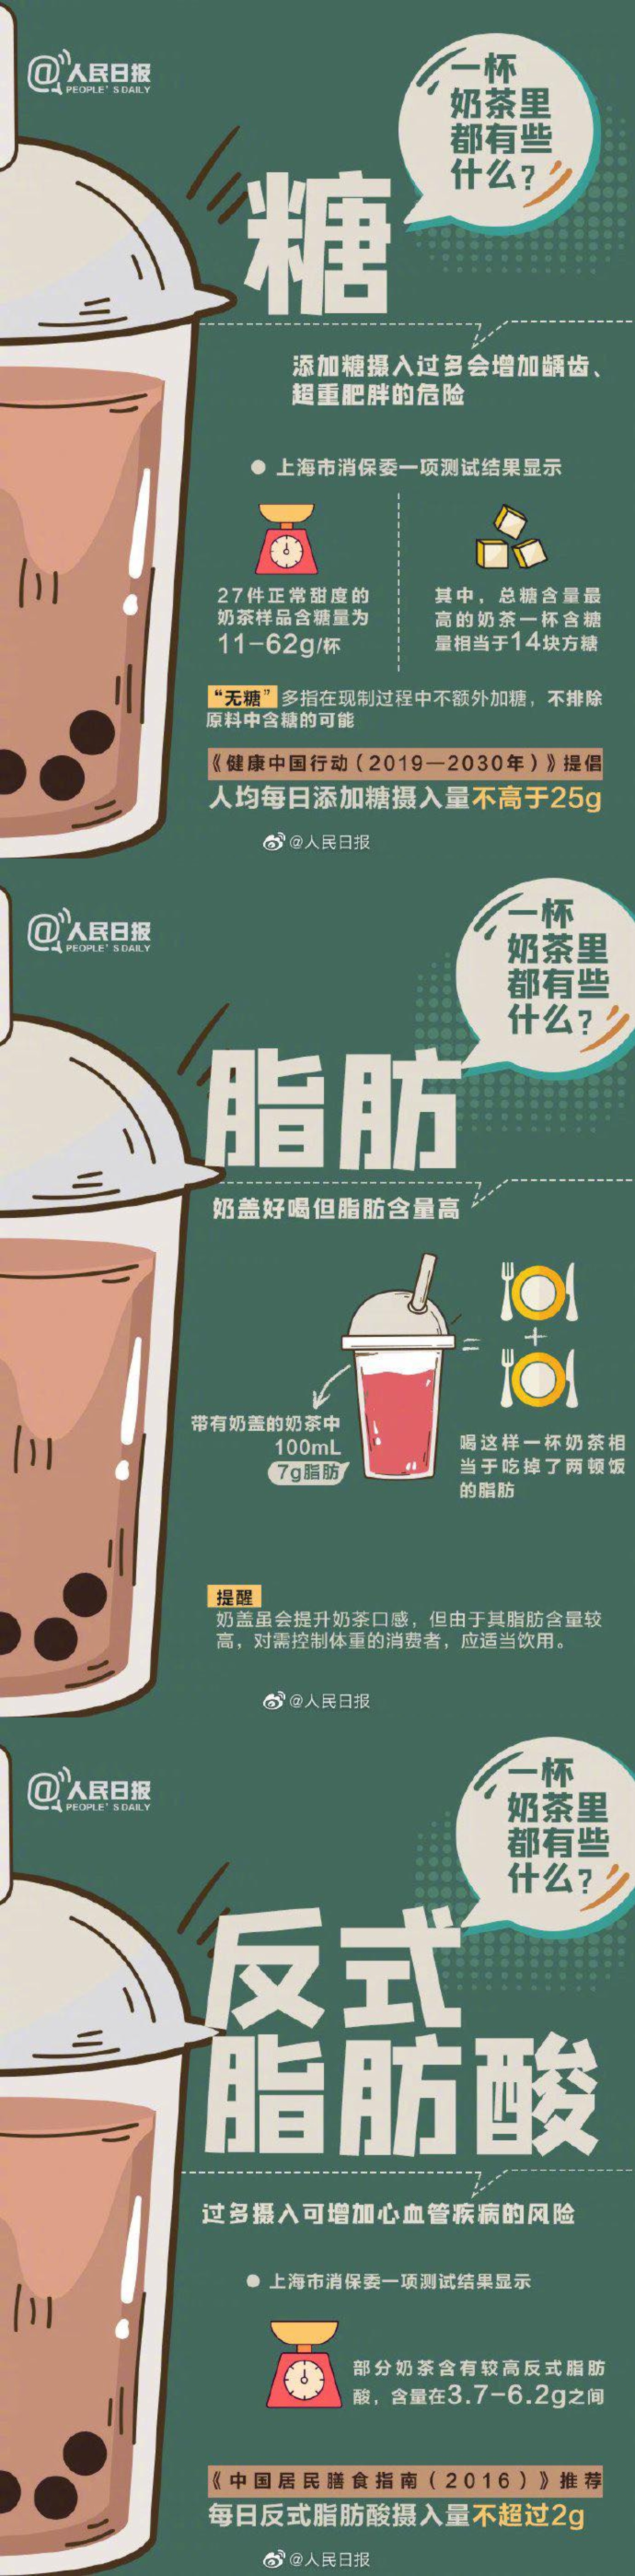 @人民日报
PEOPLE'S DAILY
一杯
奶茶里
都有些
什么?
糖
添加糖摄入过多会增加龋齿、
超重肥胖的危险
上海市消保委一项测试结果显示
27件正常甜度的
奶茶样品含糖量为
11-62g/杯
其中，总糖含量最
高的奶茶一杯含糖
量相当于14块方糖
“无糖”多指在现制过程中不额外加糖，不排除
原料中含糖的可能
《健康中国行动（2019—2030年）》提倡
人均每日添加糖摄入量不高于25g
@人民日报
@人民日报
PEOPLE'S DAILY
一杯
奶茶里
都有些
什么?
脂肪
奶盖好喝但脂肪含量高
带有奶盖的奶茶中
100mL
7g脂肪
=
+
喝这样一杯奶茶相
当于吃掉了两顿饭
的脂肪
提醒
奶盖虽会提升奶茶口感，但由于其脂肪含量较
高，对需控制体重的消费者，应适当饮用。
@人民日报
@人民日报
PEOPLE'S DAILY
一杯
奶茶里
都有些
什么?
反式
脂肪酸
过多摄入可增加心血管疾病的风险
上海市消保委一项测试结果显示
部分奶茶含有较高反式脂肪
酸，含量在3.7-6.2g之间
《中国居民膳食指南（2016）》推荐
每日反式脂肪酸摄入量不超过2g
@人民日报